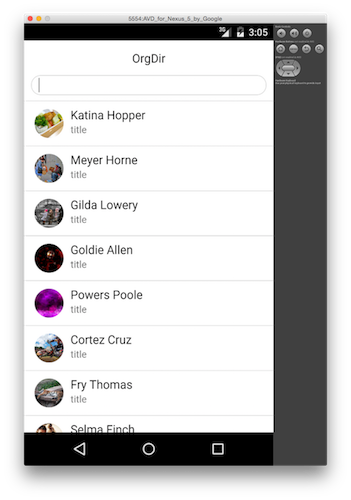 5554:AVD_for_Nexus_5_by_Google
3G 3:05
OrgDir
Katina Hopper
title
Meyer Horne
title
Gilda Lowery
title
Goldie Allen
title
Powers Poole
title
Cortez Cruz
title
Fry Thomas
title
Selma Finch